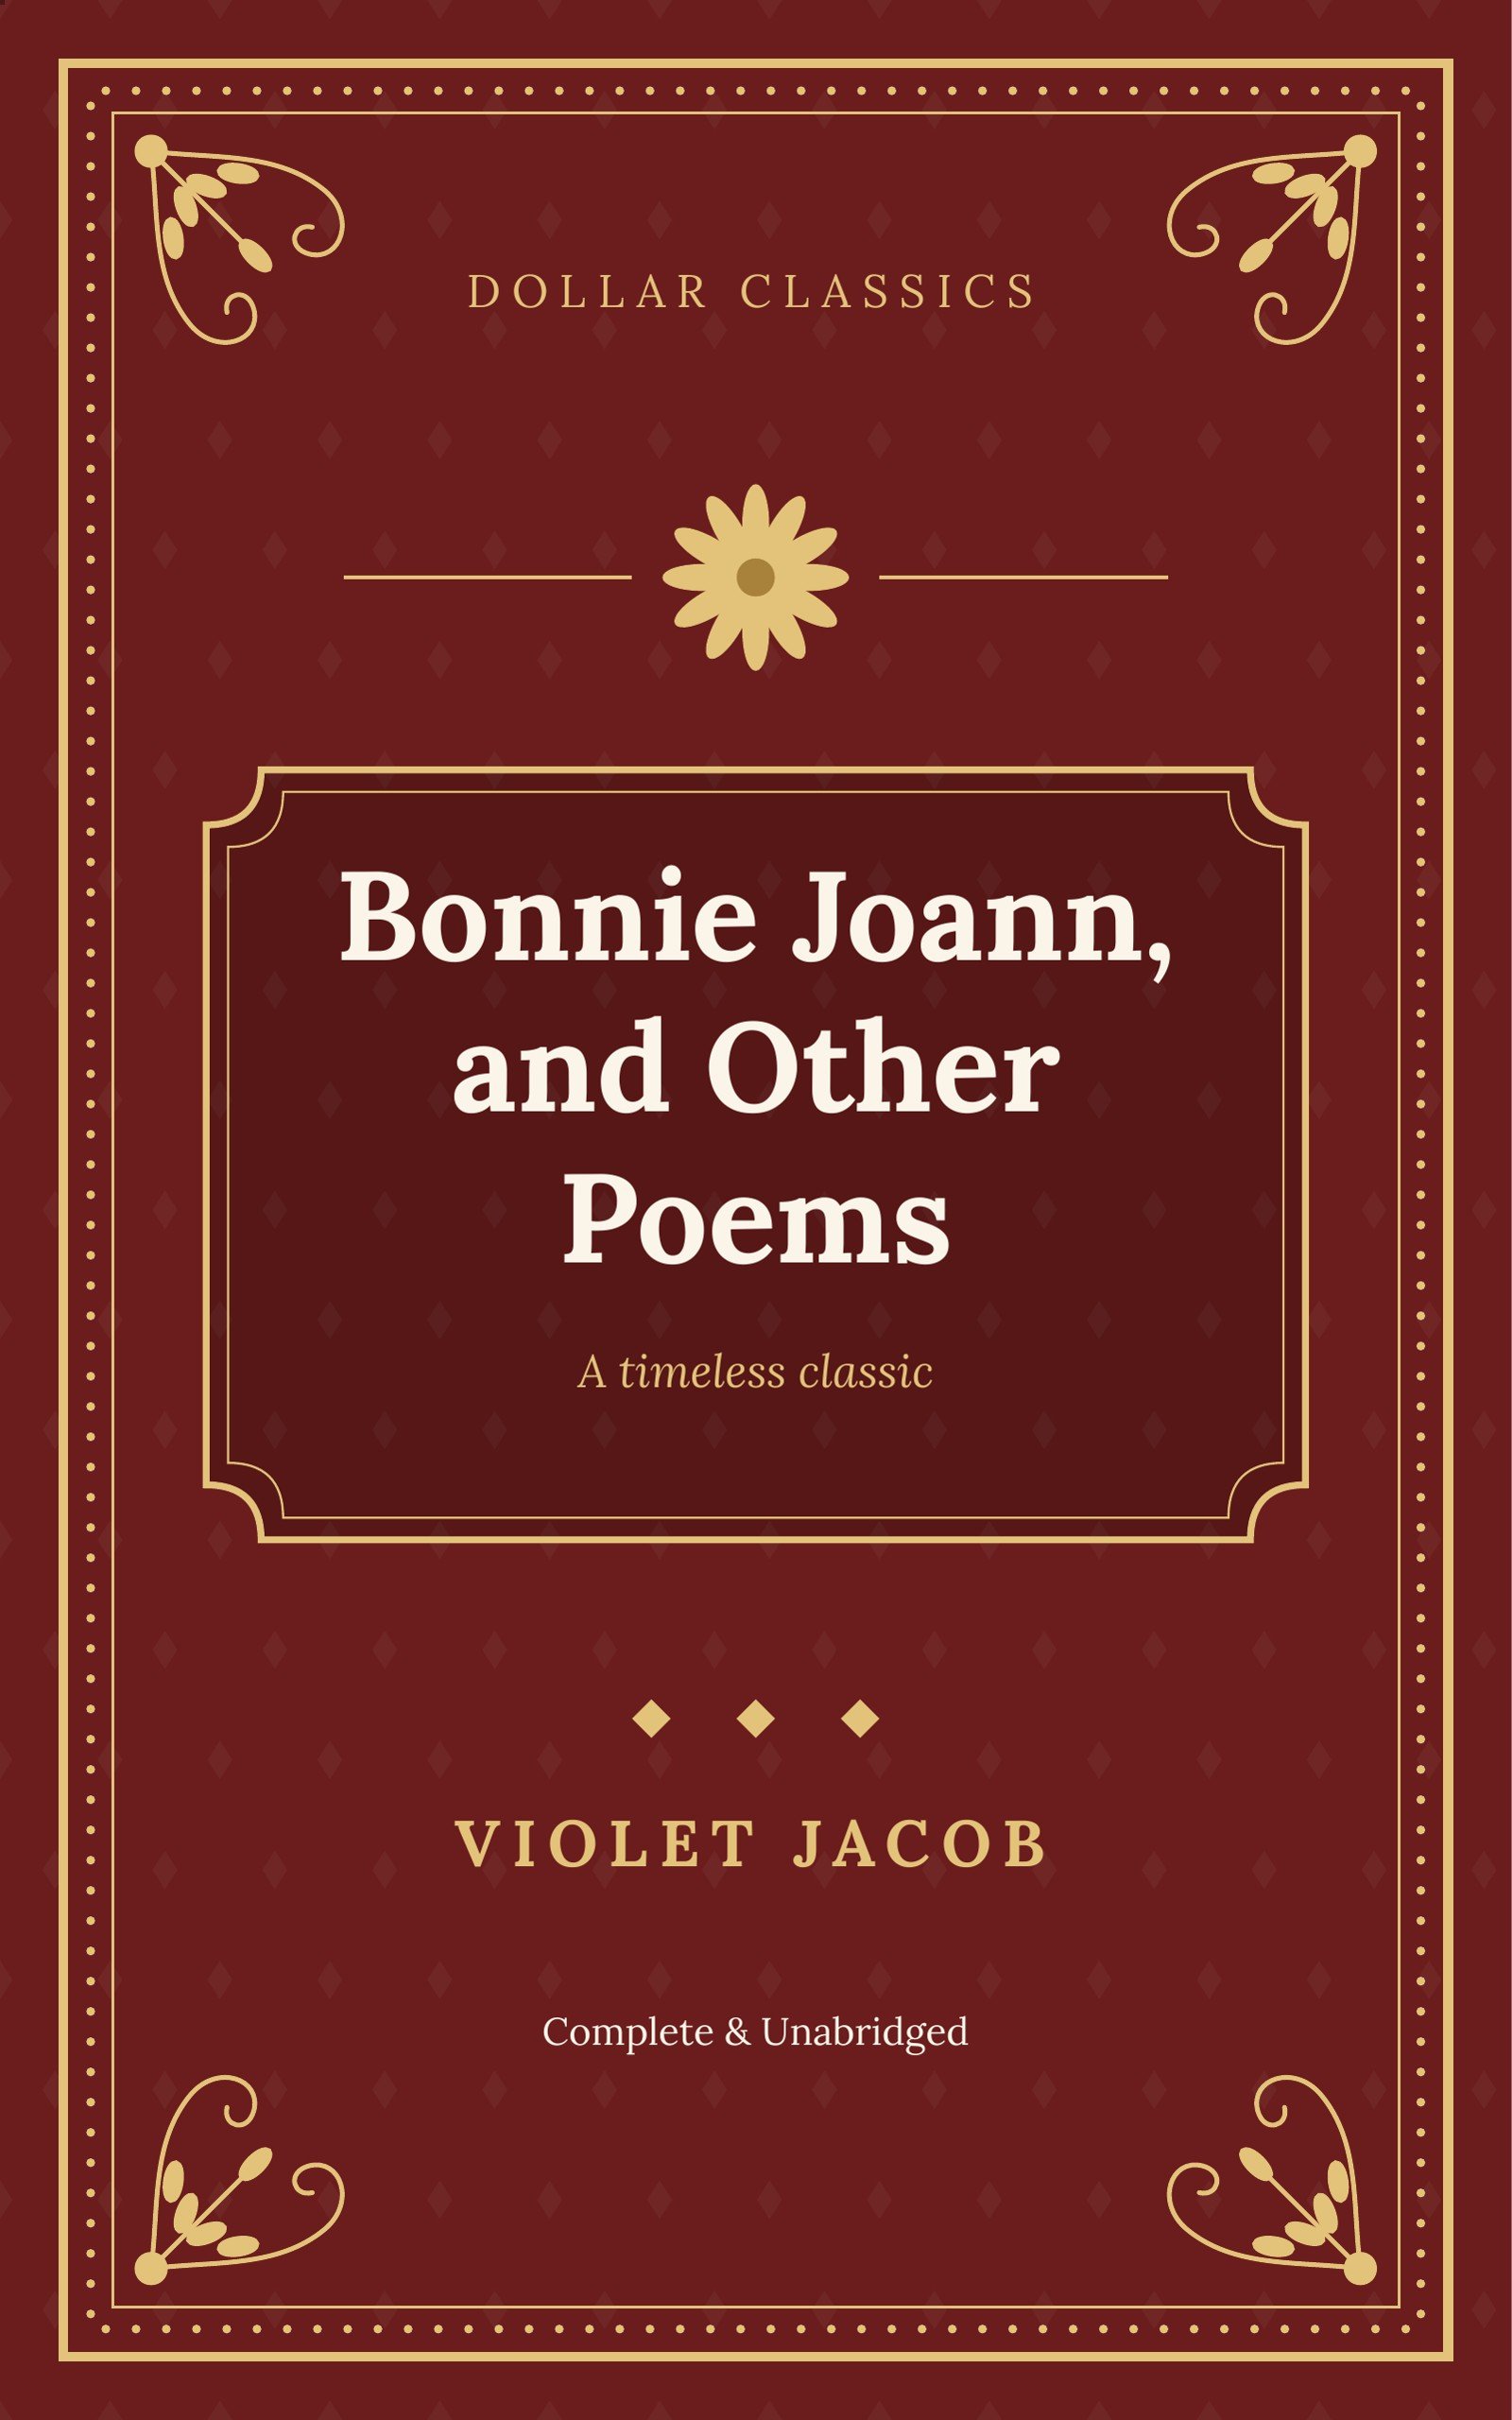 DOLLAR CLASSICS
Bonnie Joann,
and Other
Poems
A timeless classic
VIOLET JACOB
Complete & Unabridged